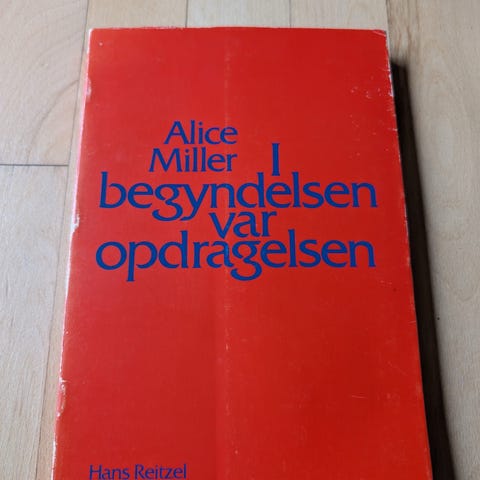 Alice
Miller I
begyndelsen
var
opdragelsen
Hans Reitzel